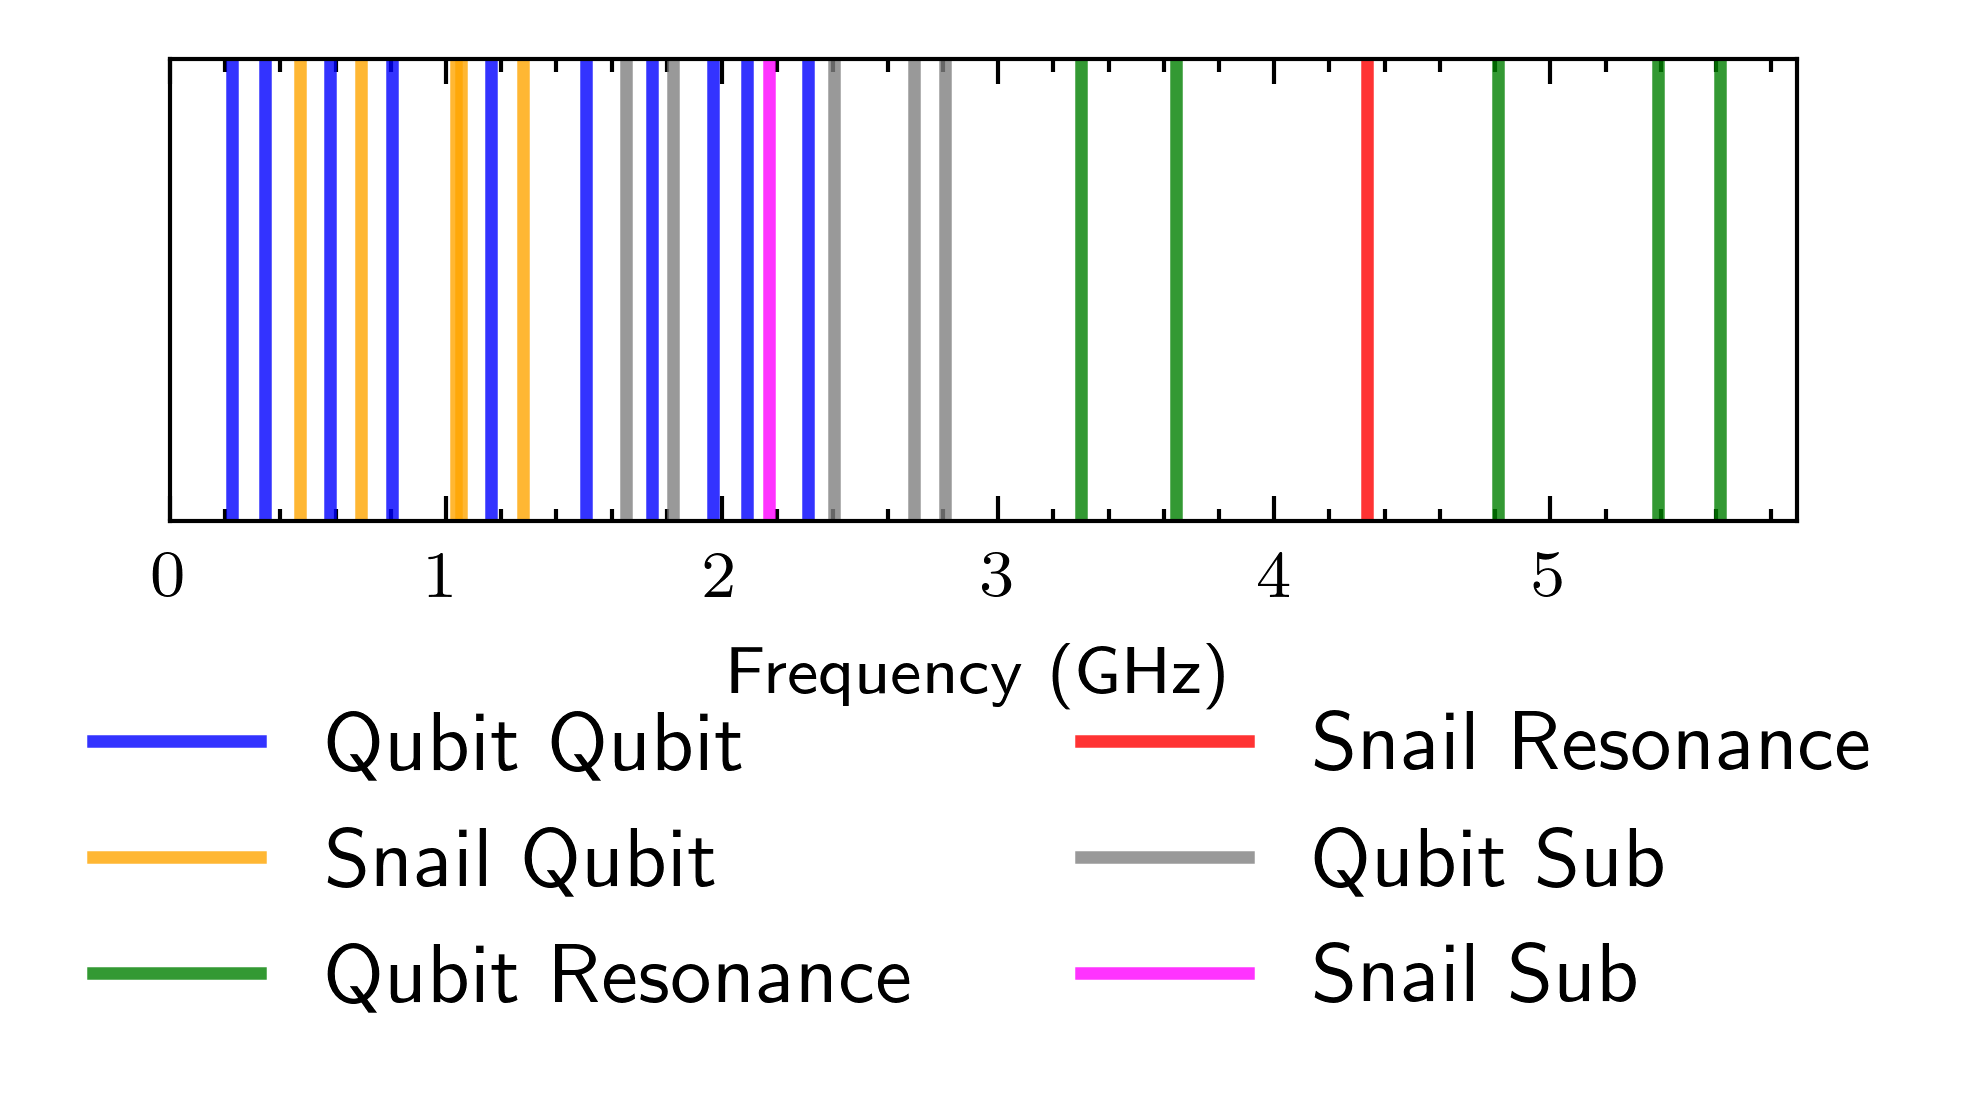 0 1 2 3 4 5
Frequency (GHz)
Qubit Qubit
Snail Qubit
Qubit Resonance
Snail Resonance
Qubit Sub
Snail Sub